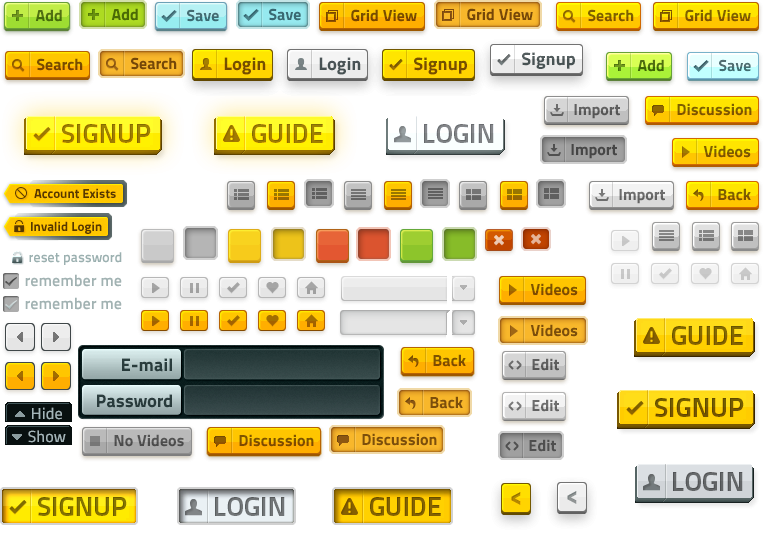 Add
Add
Save
Save
Grid View
Grid View
Search
Grid View
Search
Search
Login
Login
Signup
Signup
Add
Save
SIGNUP
GUIDE
LOGIN
Import
Discussion
Import
Videos
Account Exists
Import
Back
Invalid Login
reset password
remember me
remember me
Videos
Videos
GUIDE
E-mail
Back
Edit
Password
Back
Edit
SIGNUP
Hide
Show
No Videos
Discussion
Discussion
Edit
LOGIN
SIGNUP
LOGIN
GUIDE